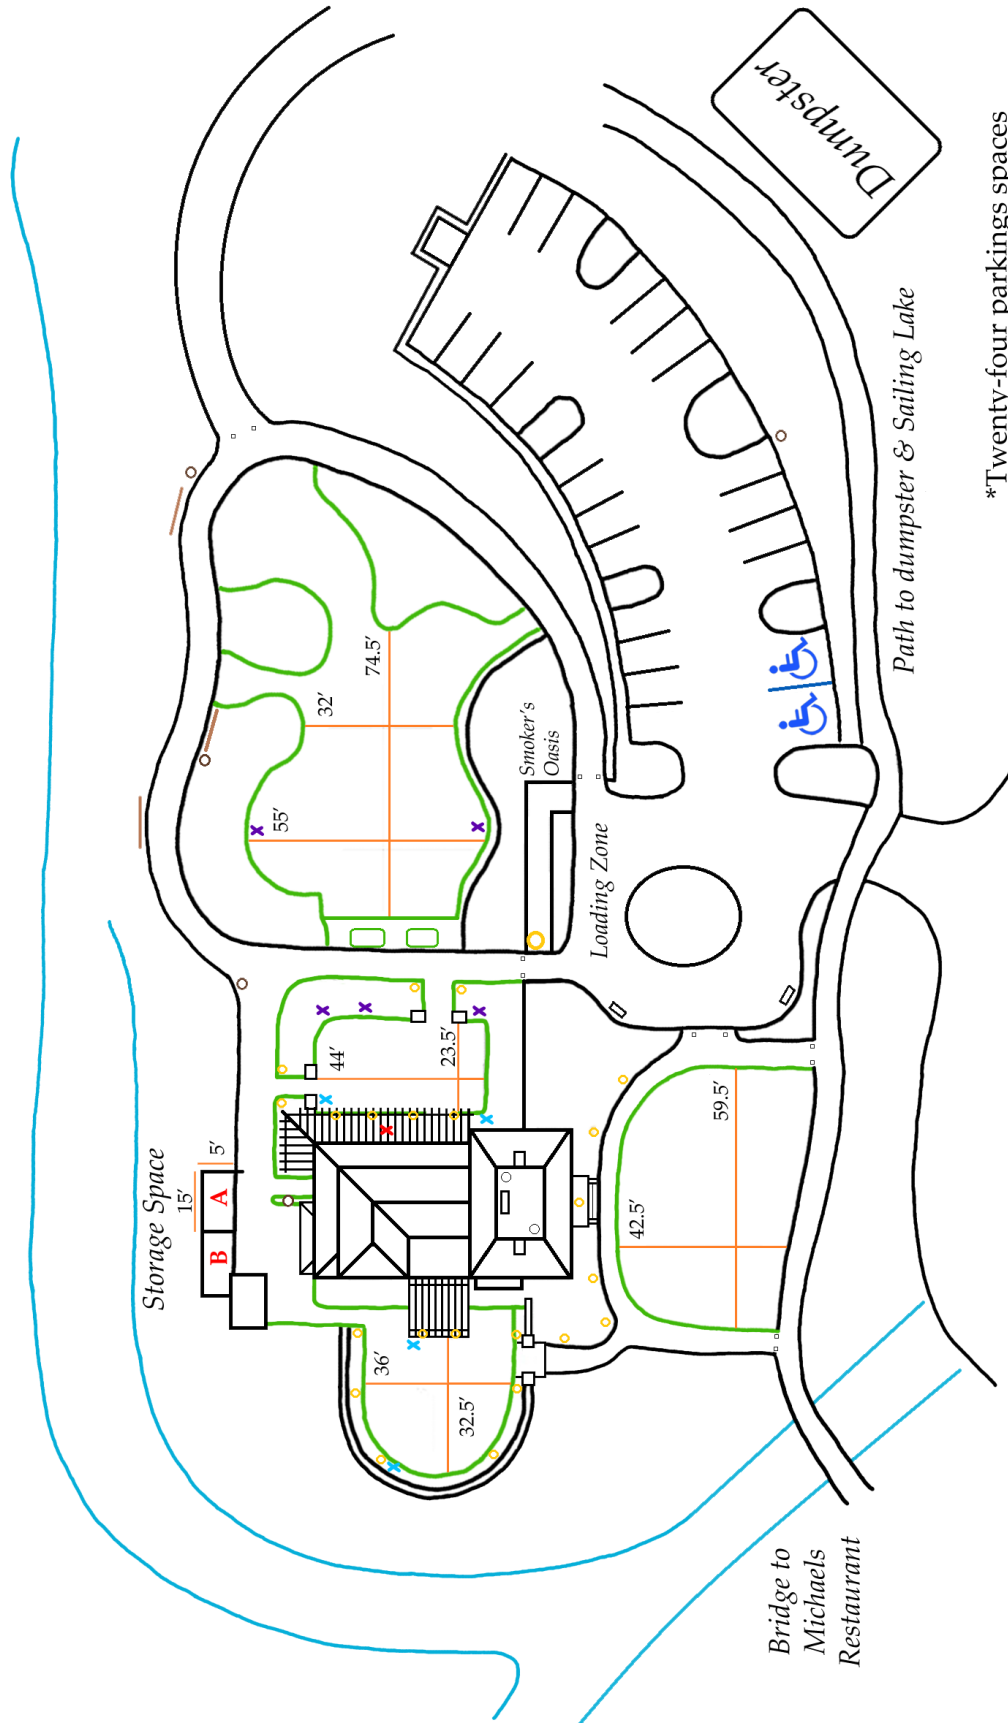 Dumpster
*Twenty-four parkings spaces
Path to dumpster & Sailing Lake
74.5′
32′
55′
Smoker's
Oasis
Loading Zone
44′
23.5′
59.5′
42.5′
Storage Space
15′
5′
B
A
36′
32.5′
Bridge to
Michaels
Restaurant